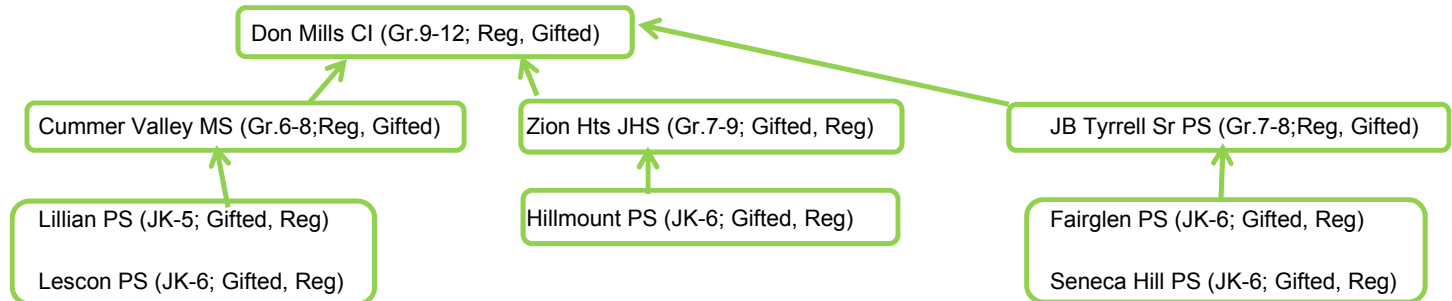 Don Mills CI (Gr.9-12; Reg, Gifted)
Cummer Valley MS (Gr.6-8;Reg, Gifted)
Zion Hts JHS (Gr.7-9; Gifted, Reg)
JB Tyrrell Sr PS (Gr.7-8;Reg, Gifted)
Lillian PS (JK-5; Gifted, Reg)
Lescon PS (JK-6; Gifted, Reg)
Hillmount PS (JK-6; Gifted, Reg)
Fairglen PS (JK-6; Gifted, Reg)
Seneca Hill PS (JK-6; Gifted, Reg)